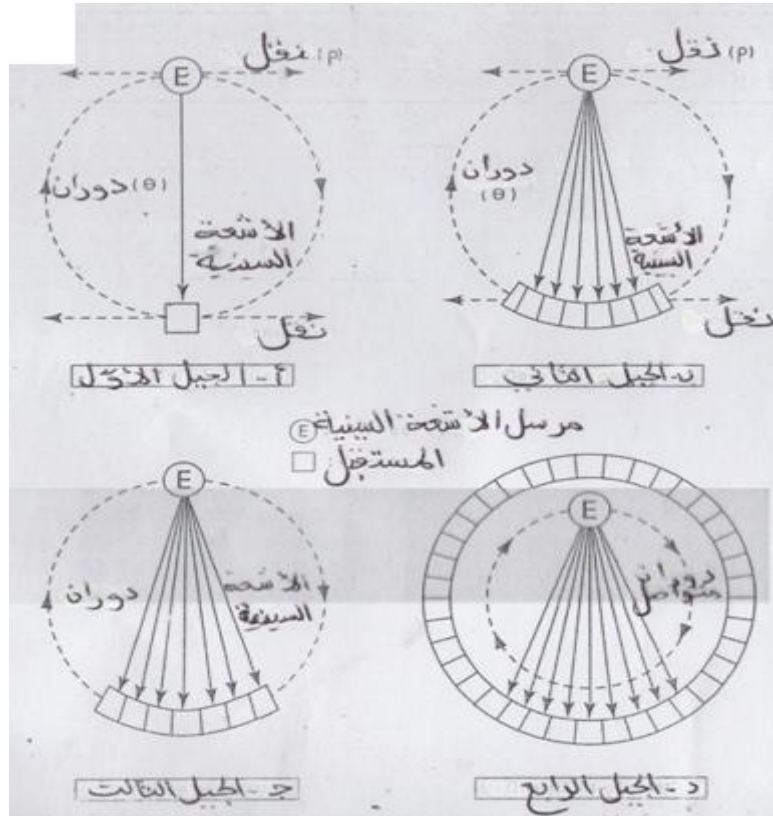 E
نقل (ρ)
دوران (θ)
الأشعة
السينية
نقل
أ - الجيل الأول
E
نقل (ρ)
دوران
(θ)
الأشعة
السينية
نقل
ب - الجيل الثاني
E مرسل الأشعة السينية
المستقبل
E
دوران
الأشعة
السينية
ج - الجيل الثالث
E
دوران
متواصل
د - الجيل الرابع